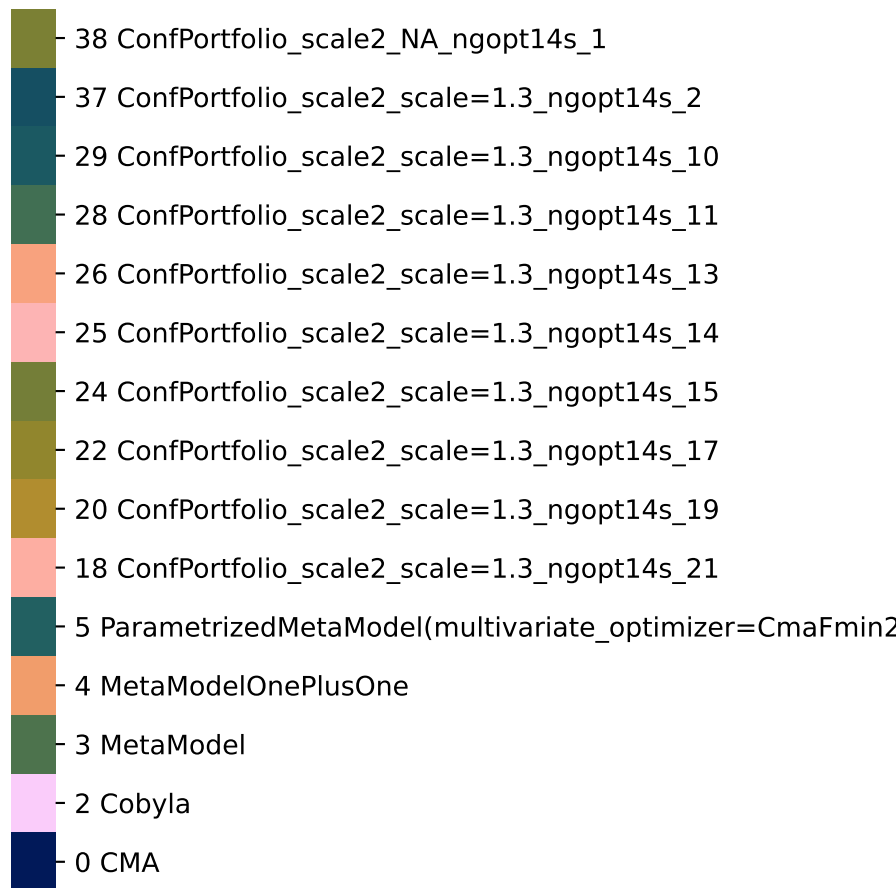 38 ConfPortfolio_scale2_NA_ngopt14s_1
37 ConfPortfolio_scale2_scale=1.3_ngopt14s_2
29 ConfPortfolio_scale2_scale=1.3_ngopt14s_10
28 ConfPortfolio_scale2_scale=1.3_ngopt14s_11
26 ConfPortfolio_scale2_scale=1.3_ngopt14s_13
25 ConfPortfolio_scale2_scale=1.3_ngopt14s_14
24 ConfPortfolio_scale2_scale=1.3_ngopt14s_15
22 ConfPortfolio_scale2_scale=1.3_ngopt14s_17
20 ConfPortfolio_scale2_scale=1.3_ngopt14s_19
18 ConfPortfolio_scale2_scale=1.3_ngopt14s_21
5 ParametrizedMetaModel(multivariate_optimizer=CmaFmin2
4 MetaModelOnePlusOne
3 MetaModel
2 Cobyla
0 CMA